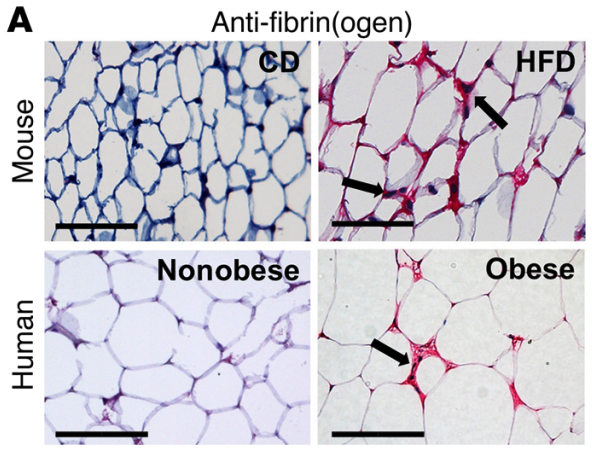 A
Anti-fibrin(ogen)
Mouse
CD
HFD
Human
Nonobese
Obese